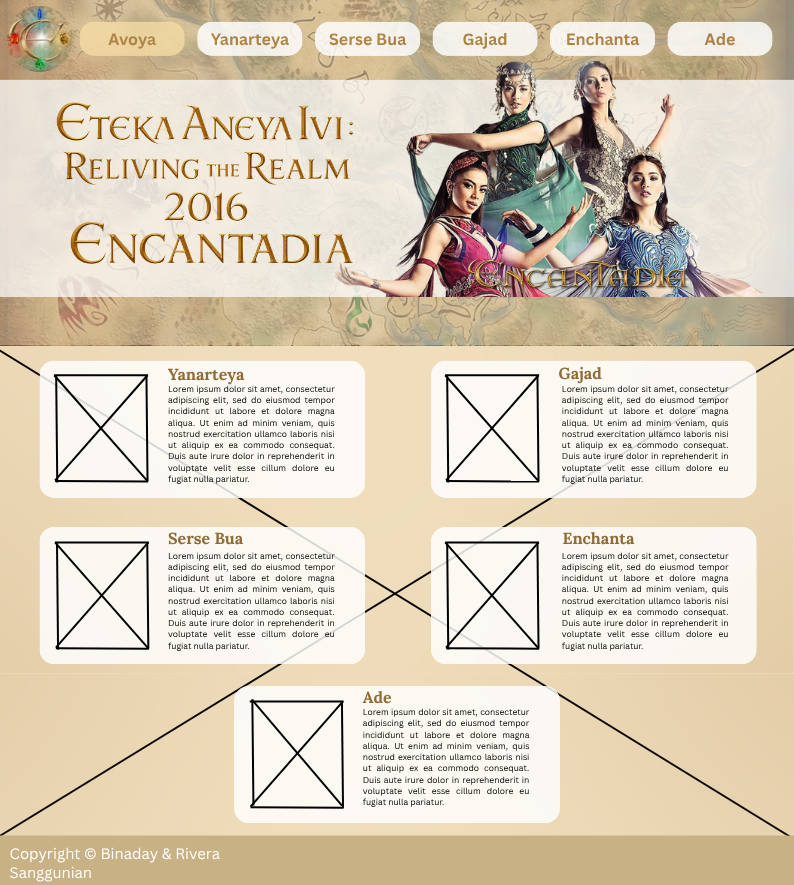 Avoya
Yanarteya
Serse Bua
Gajad
Enchanta
Ade
Eteka Aneya Ivi:
Reliving the Realm
2016
Encantadia
Encantadia
Yanarteya
Lorem ipsum dolor sit amet, consectetur
adipiscing elit, sed do eiusmod tempor
incididunt ut labore et dolore magna
aliqua. Ut enim ad minim veniam, quis
nostrud exercitation ullamco laboris nisi
ut aliquip ex ea commodo consequat.
Duis aute irure dolor in reprehenderit in
voluptate velit esse cillum dolore eu
fugiat nulla pariatur.
Gajad
Lorem ipsum dolor sit amet, consectetur
adipiscing elit, sed do eiusmod tempor
incididunt ut labore et dolore magna
aliqua. Ut enim ad minim veniam, quis
nostrud exercitation ullamco laboris nisi
ut aliquip ex ea commodo consequat.
Duis aute irure dolor in reprehenderit in
voluptate velit esse cillum dolore eu
fugiat nulla pariatur.
Serse Bua
Lorem ipsum dolor sit amet, consectetur
adipiscing elit, sed do eiusmod tempor
incididunt ut labore et dolore magna
aliqua. Ut enim ad minim veniam, quis
nostrud exercitation ullamco laboris nisi
ut aliquip ex ea commodo consequat.
Duis aute irure dolor in reprehenderit in
voluptate velit esse cillum dolore eu
fugiat nulla pariatur.
Enchanta
Lorem ipsum dolor sit amet, consectetur
adipiscing elit, sed do eiusmod tempor
incididunt ut labore et dolore magna
aliqua. Ut enim ad minim veniam, quis
nostrud exercitation ullamco laboris nisi
ut aliquip ex ea commodo consequat.
Duis aute irure dolor in reprehenderit in
voluptate velit esse cillum dolore eu
fugiat nulla pariatur.
Ade
Lorem ipsum dolor sit amet, consectetur
adipiscing elit, sed do eiusmod tempor
incididunt ut labore et dolore magna
aliqua. Ut enim ad minim veniam, quis
nostrud exercitation ullamco laboris nisi
ut aliquip ex ea commodo consequat.
Duis aute irure dolor in reprehenderit in
voluptate velit esse cillum dolore eu
fugiat nulla pariatur.
Copyright © Binaday & Rivera
Sanggunian